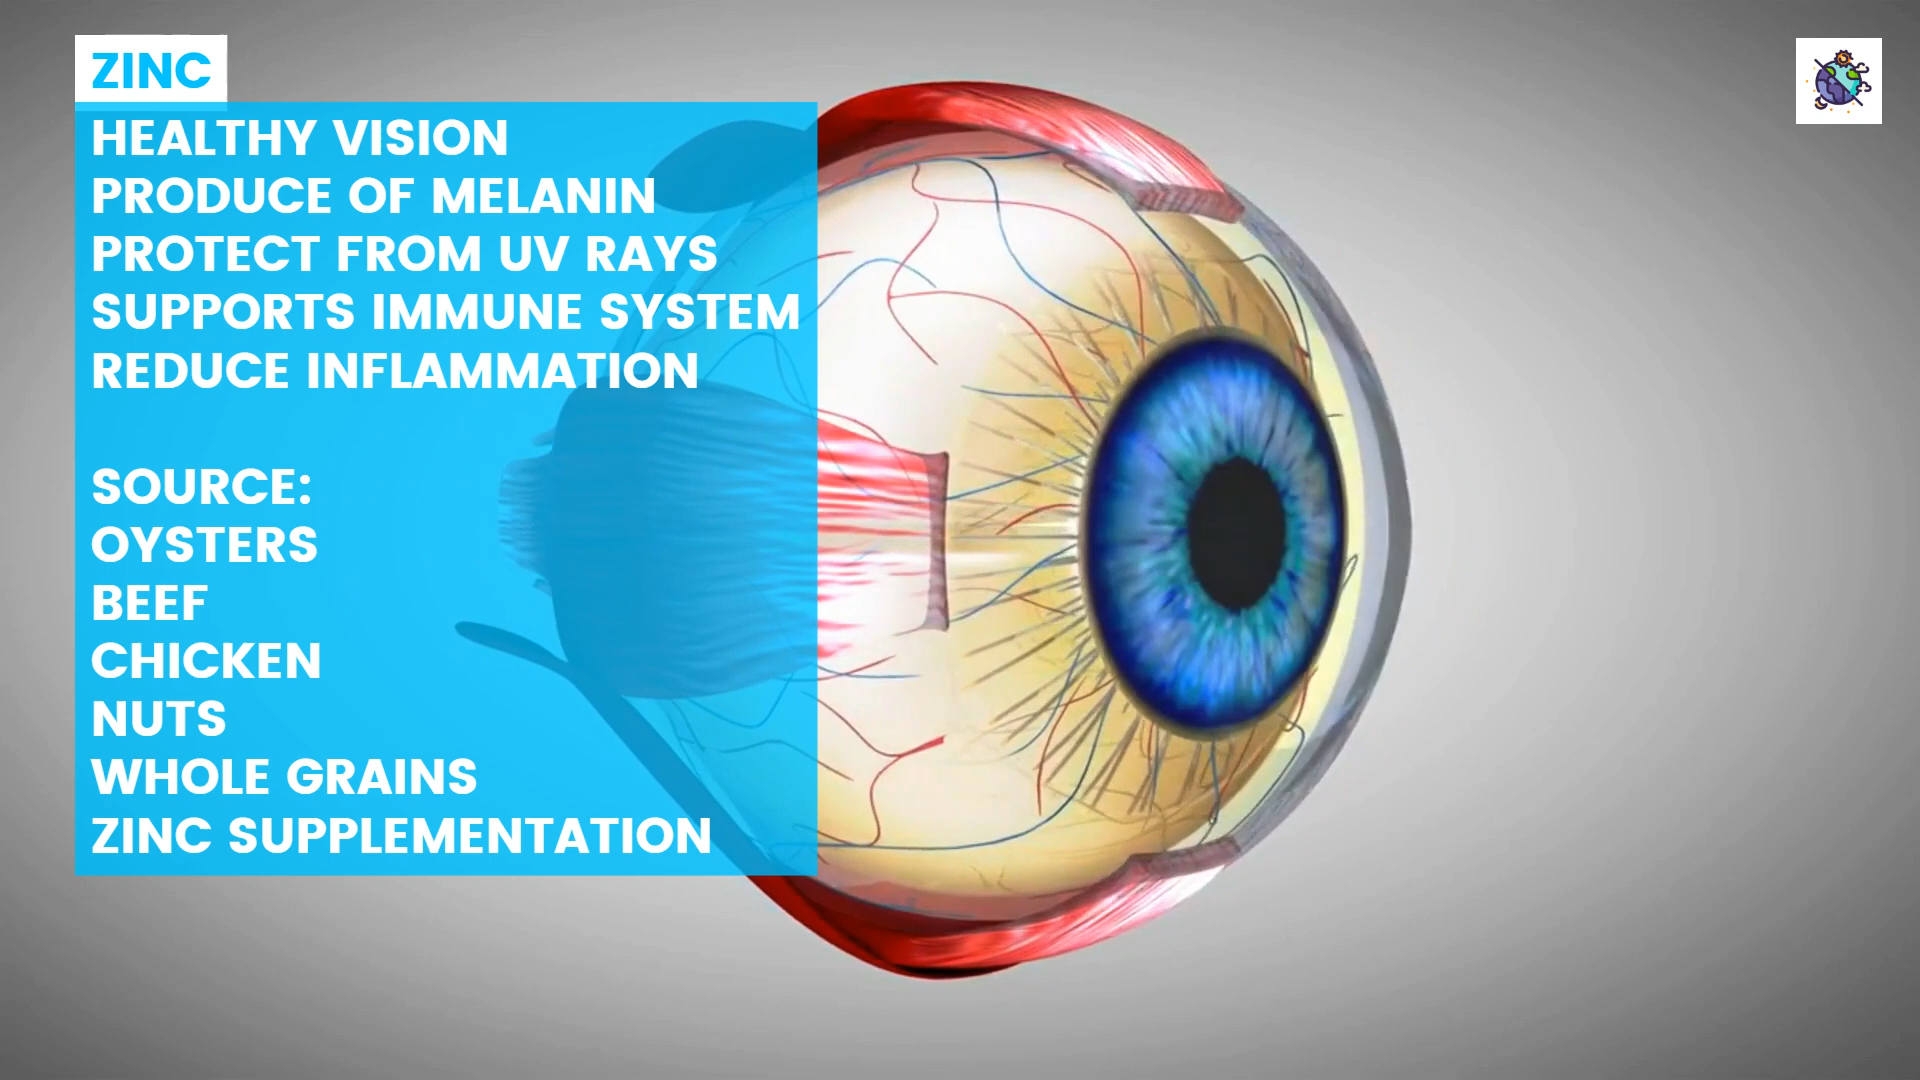 ZINC
HEALTHY VISION
PRODUCE OF MELANIN
PROTECT FROM UV RAYS
SUPPORTS IMMUNE SYSTEM
REDUCE INFLAMMATION
SOURCE:
OYSTERS
BEEF
CHICKEN
NUTS
WHOLE GRAINS
ZINC SUPPLEMENTATION